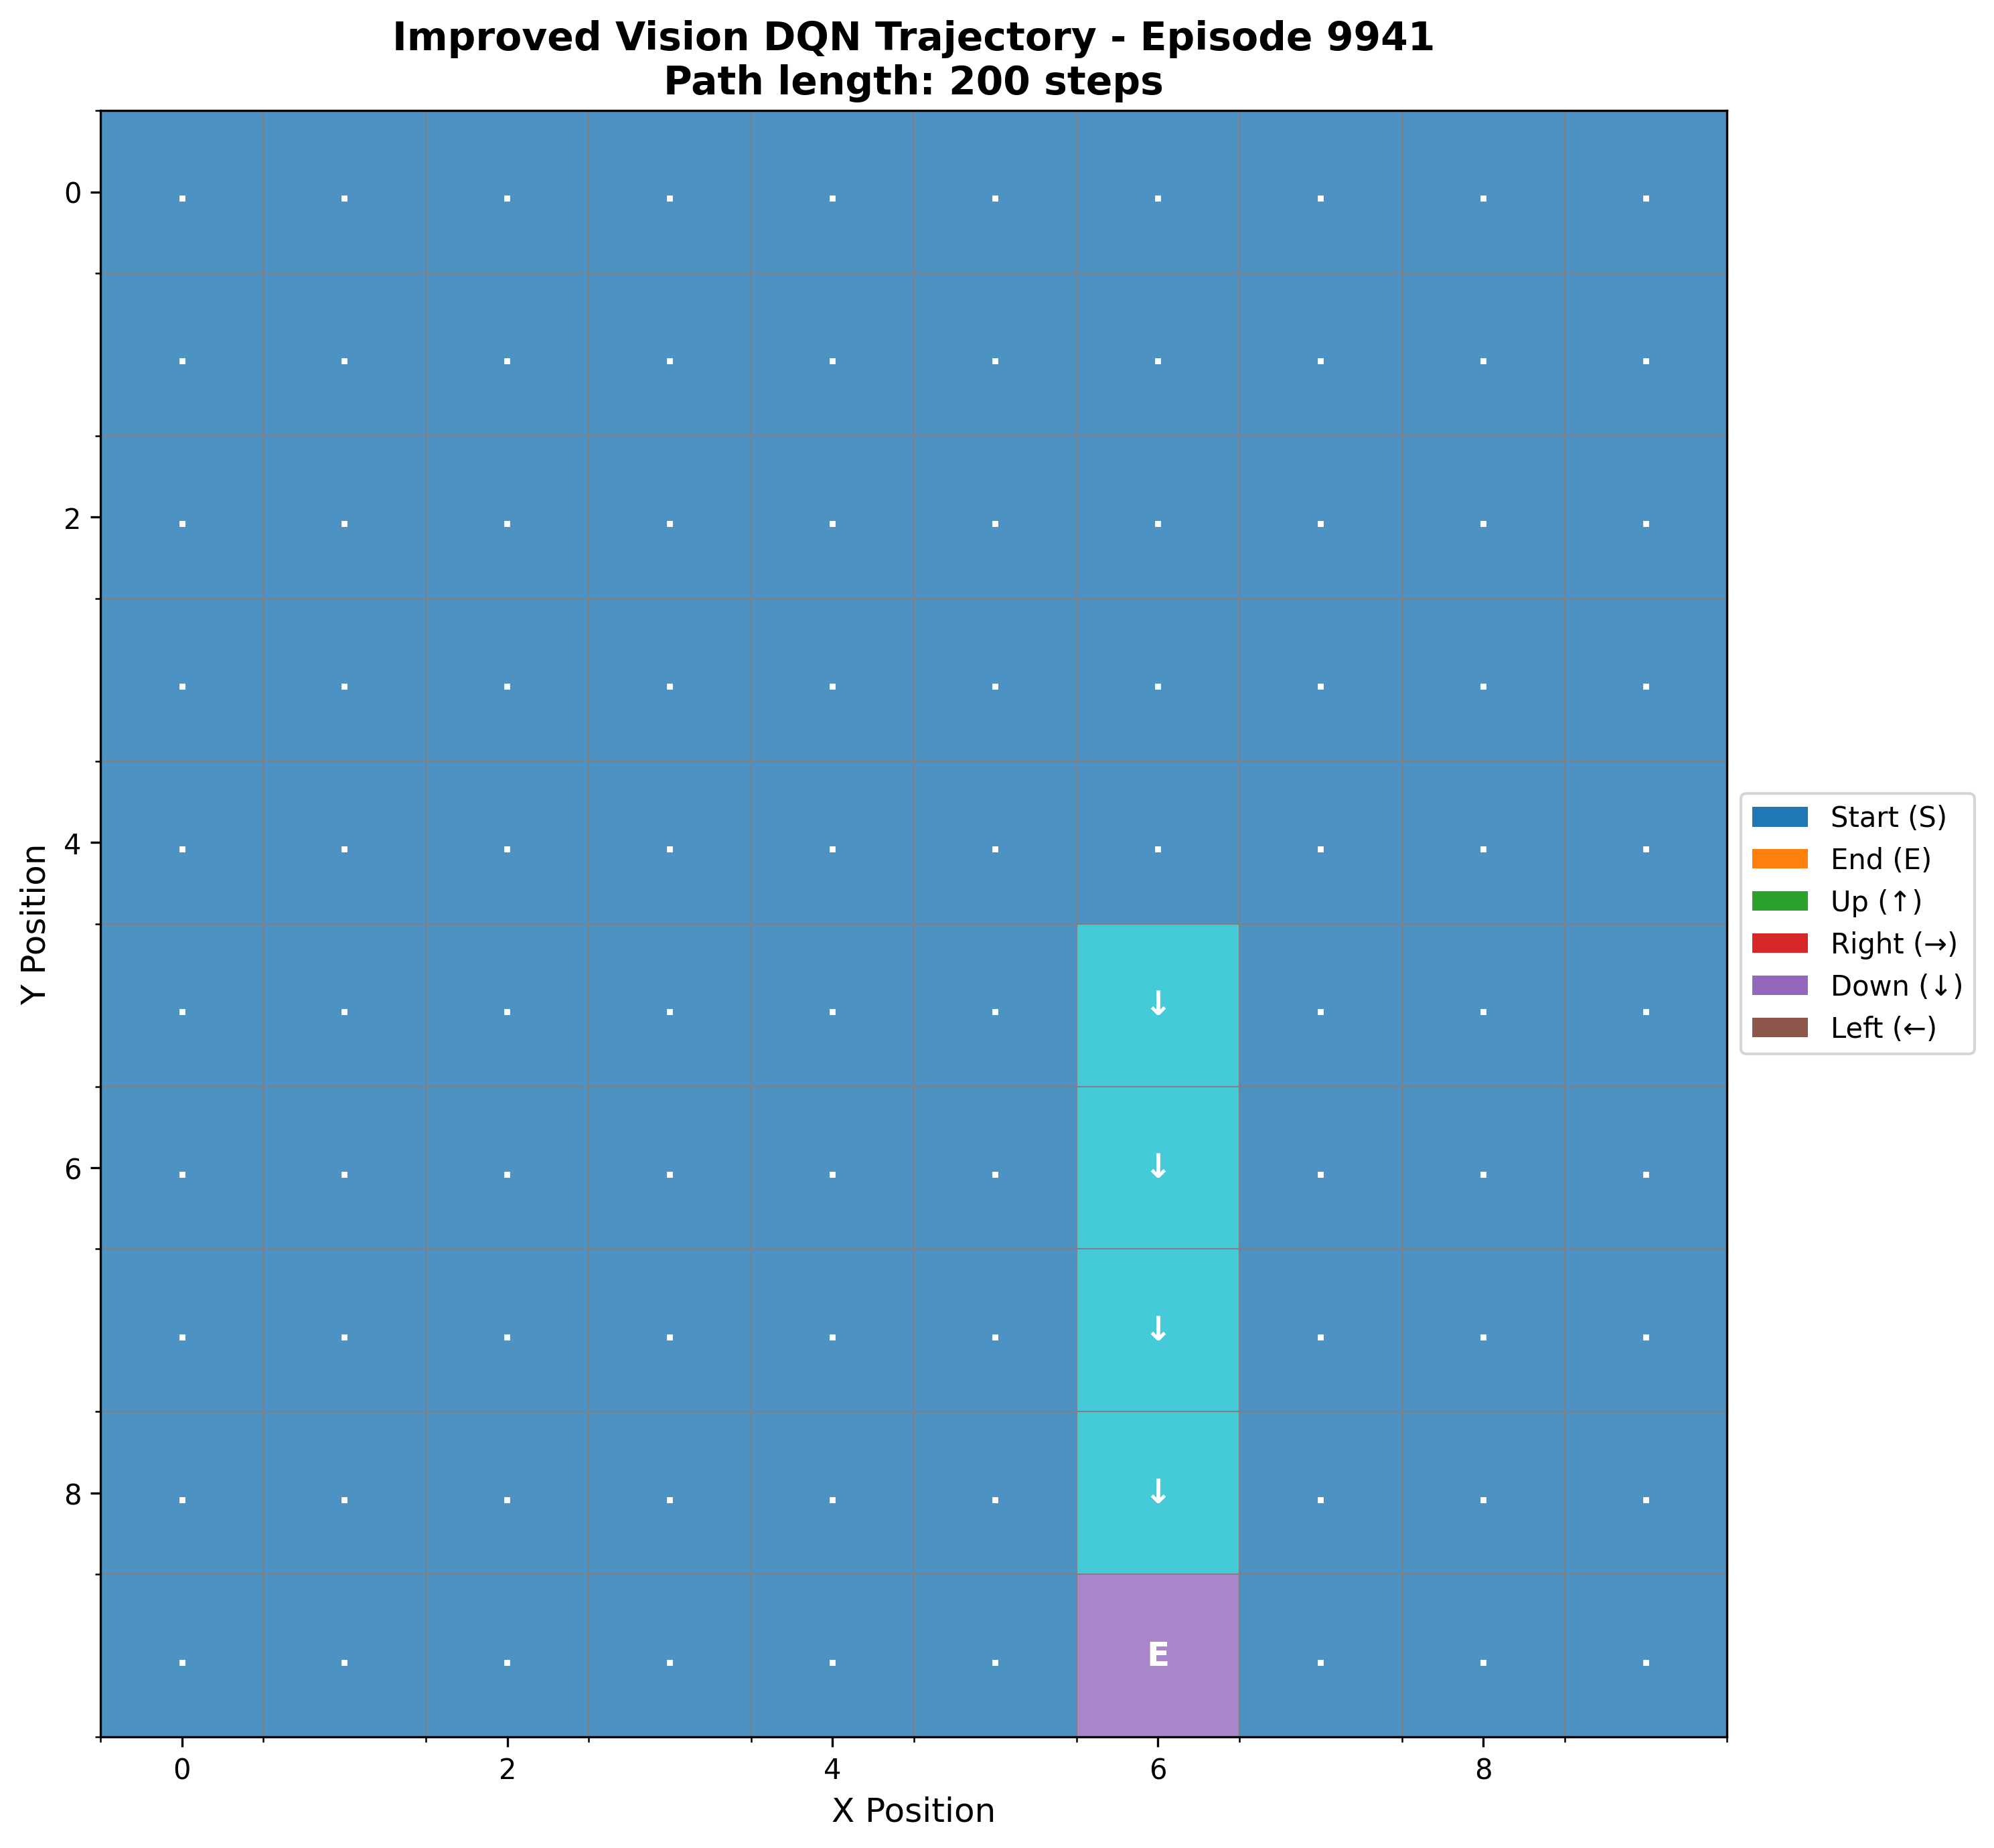 Improved Vision DQN Trajectory - Episode 9941
Path length: 200 steps
0
. . . . . . . . . .
. . . . . . . . . .
2
. . . . . . . . . .
. . . . . . . . . .
4
. . . . . . . . . .
. . . . . . ↓ . . .
6
. . . . . . ↓ . . .
. . . . . . ↓ . . .
8
. . . . . . ↓ . . .
. . . . . . E . . .
Y Position
0 2 4 6 8
X Position
Start (S)
End (E)
Up (↑)
Right (→)
Down (↓)
Left (←)